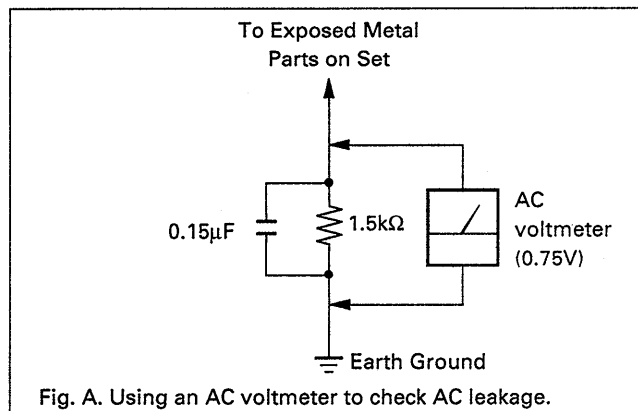 To Exposed Metal
Parts on Set
0.15μF
1.5kΩ
AC
voltmeter
(0.75V)
Earth Ground
Fig. A. Using an AC voltmeter to check AC leakage.